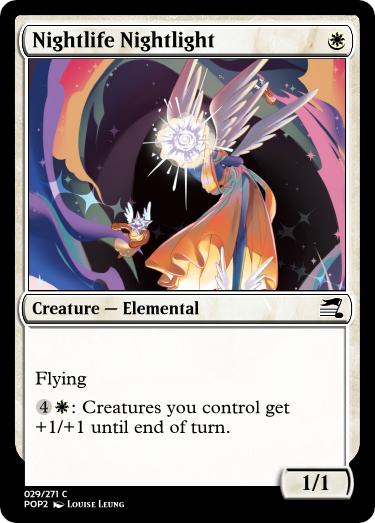 Nightlife Nightlight
Creature — Elemental
Flying
4: Creatures you control get
+1/+1 until end of turn.
1/1
029/271 C
POP2 Louise Leung